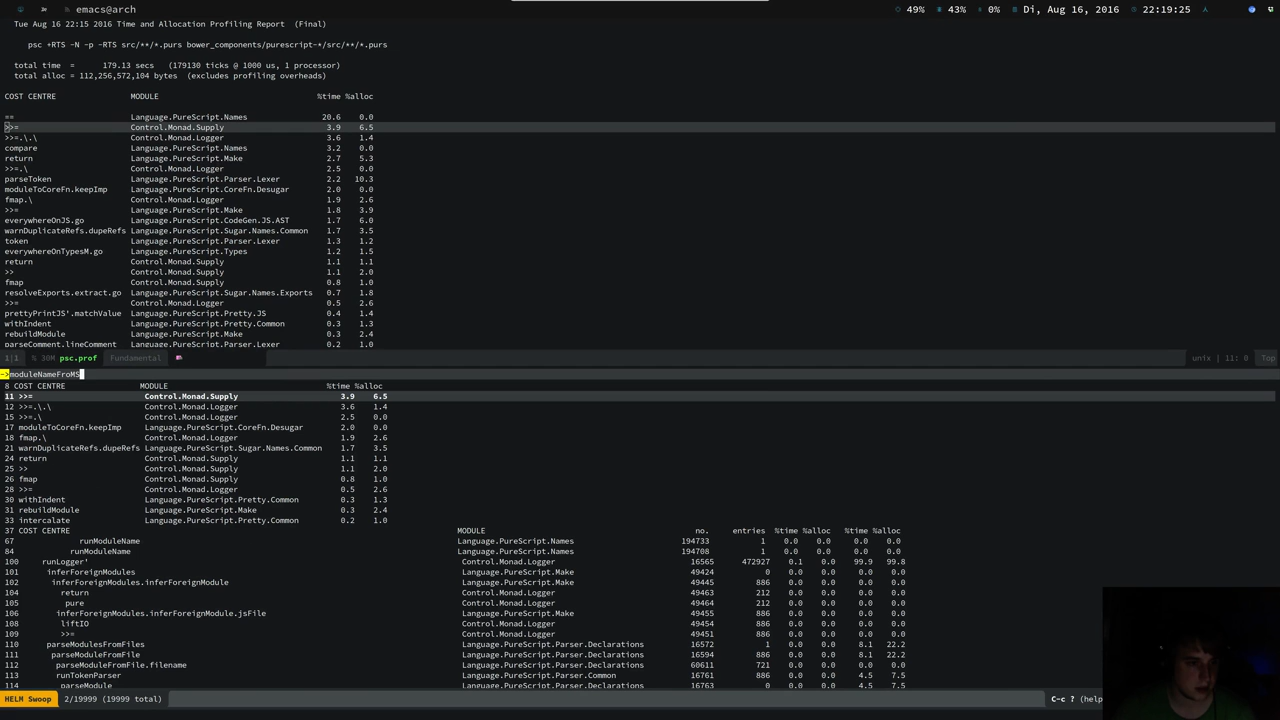 emacs@arch 49% 43% 0% Di, Aug 16, 2016 22:19:25
Tue Aug 16 22:15 2016 Time and Allocation Profiling Report (Final)
psc +RTS -N -p -RTS src/**/*.purs bower_components/purescript-*/src/**/*.purs
total time = 179.13 secs (179130 ticks @ 1000 us, 1 processor)
total alloc = 112,256,572,104 bytes (excludes profiling overheads)
COST CENTRE MODULE %time %alloc
== Language.PureScript.Names 20.6 0.0
>>= Control.Monad.Supply 3.9 6.5
>>=.\.\ Control.Monad.Logger 3.6 1.4
compare Language.PureScript.Names 3.2 0.0
return Language.PureScript.Make 2.7 5.3
>>=.\ Control.Monad.Logger 2.5 0.0
parseToken Language.PureScript.Parser.Lexer 2.2 10.3
moduleToCoreFn.keepImp Language.PureScript.CoreFn.Desugar 2.0 0.0
fmap.\ Control.Monad.Logger 1.9 2.6
>>= Language.PureScript.Make 1.8 3.9
everywhereOnJS.go Language.PureScript.CodeGen.JS.AST 1.7 6.0
warnDuplicateRefs.dupeRefs Language.PureScript.Sugar.Names.Common 1.7 3.5
token Language.PureScript.Parser.Lexer 1.3 1.2
everywhereOnTypesM.go Language.PureScript.Types 1.2 1.5
return Control.Monad.Supply 1.1 1.1
>> Control.Monad.Supply 1.1 2.0
fmap Control.Monad.Supply 0.8 1.0
resolveExports.extract.go Language.PureScript.Sugar.Names.Exports 0.7 1.8
>>= Control.Monad.Logger 0.5 2.6
prettyPrintJS'.matchValue Language.PureScript.Pretty.JS 0.4 1.4
withIndent Language.PureScript.Pretty.Common 0.3 1.3
rebuildModule Language.PureScript.Make 0.3 2.4
parseComment.lineComment Language.PureScript.Parser.Lexer 0.2 1.0
1|1 % 30M psc.prof Fundamental unix | 11: 0 Top
->moduleNameFroMS
8 COST CENTRE MODULE %time %alloc
11 >>= Control.Monad.Supply 3.9 6.5
12 >>=.\.\ Control.Monad.Logger 3.6 1.4
15 >>=.\ Control.Monad.Logger 2.5 0.0
17 moduleToCoreFn.keepImp Language.PureScript.CoreFn.Desugar 2.0 0.0
18 fmap.\ Control.Monad.Logger 1.9 2.6
21 warnDuplicateRefs.dupeRefs Language.PureScript.Sugar.Names.Common 1.7 3.5
24 return Control.Monad.Supply 1.1 1.1
25 >> Control.Monad.Supply 1.1 2.0
26 fmap Control.Monad.Supply 0.8 1.0
28 >>= Control.Monad.Logger 0.5 2.6
30 withIndent Language.PureScript.Pretty.Common 0.3 1.3
31 rebuildModule Language.PureScript.Make 0.3 2.4
33 intercalate Language.PureScript.Pretty.Common 0.2 1.0
37 COST CENTRE MODULE no. entries %time %alloc %time %alloc
67 runModuleName Language.PureScript.Names 194733 1 0.0 0.0 0.0 0.0
84 runModuleName Language.PureScript.Names 194708 1 0.0 0.0 0.0 0.0
100 runLogger' Control.Monad.Logger 16565 472927 0.1 0.0 99.9 99.8
101 inferForeignModules Language.PureScript.Make 49424 0 0.0 0.0 0.0 0.0
102 inferForeignModules.inferForeignModule Language.PureScript.Make 49445 886 0.0 0.0 0.0 0.0
104 return Control.Monad.Logger 49463 212 0.0 0.0 0.0 0.0
105 pure Control.Monad.Logger 49464 212 0.0 0.0 0.0 0.0
106 inferForeignModules.inferForeignModule.jsFile Language.PureScript.Make 49455 886 0.0 0.0 0.0 0.0
108 liftIO Control.Monad.Logger 49454 886 0.0 0.0 0.0 0.0
109 >>= Control.Monad.Logger 49451 886 0.0 0.0 0.0 0.0
110 parseModulesFromFiles Language.PureScript.Parser.Declarations 16572 1 0.0 0.0 8.1 22.2
111 parseModuleFromFile Language.PureScript.Parser.Declarations 16594 886 0.0 0.0 8.1 22.2
112 parseModuleFromFile.filename Language.PureScript.Parser.Declarations 60611 721 0.0 0.0 0.0 0.0
113 runTokenParser Language.PureScript.Parser.Common 16761 886 0.0 0.0 4.5 7.5
114 parseModule Language.PureScript.Parser.Declarations 16763 0 0.0 0.0 4.5 7.5
HELM Swoop 2/19999 (19999 total) C-c ? (help